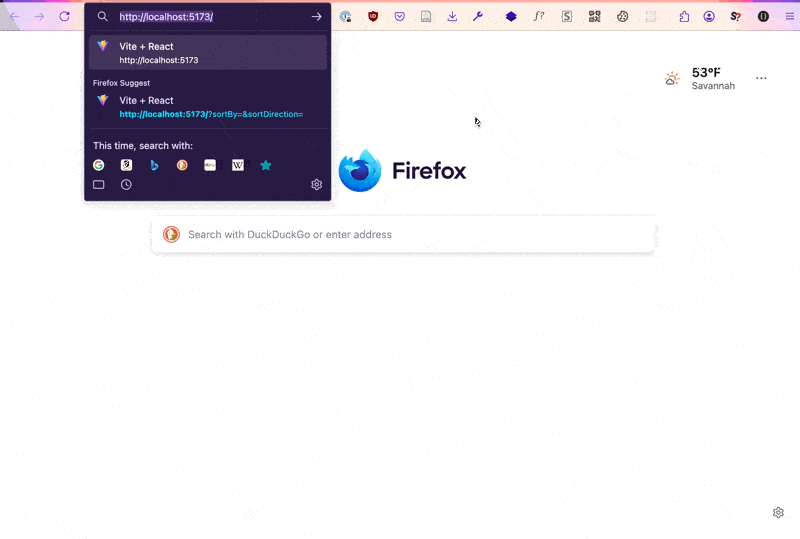 http://localhost:5173/
Vite + React
http://localhost:5173
Firefox Suggest
Vite + React
http://localhost:5173/?sortBy=&sortDirection=
This time, search with:
53°F
Savannah
Firefox
Search with DuckDuckGo or enter address